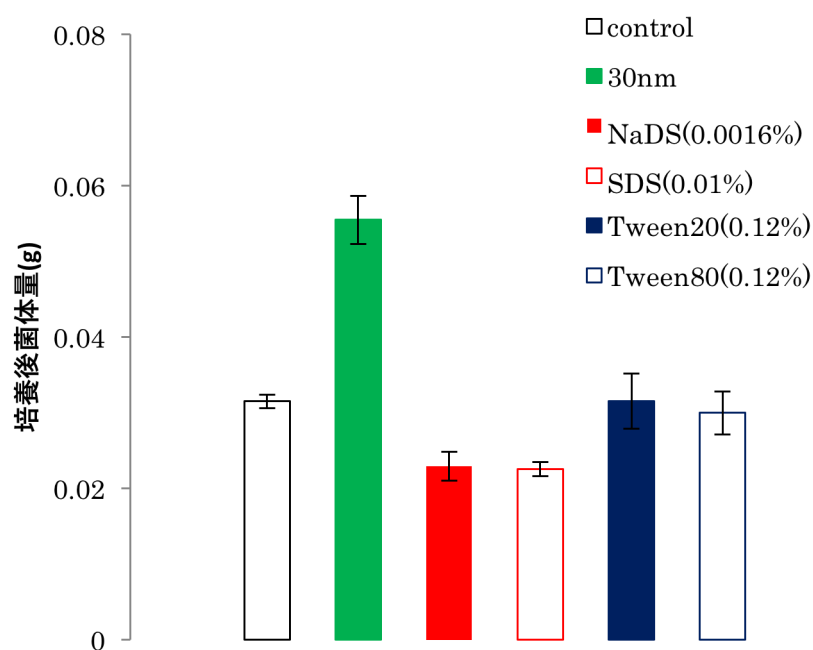 control
30nm
NaDS(0.0016%)
SDS(0.01%)
Tween20(0.12%)
Tween80(0.12%)
0.08
0.06
0.04
0.02
0
培養後菌体量(g)